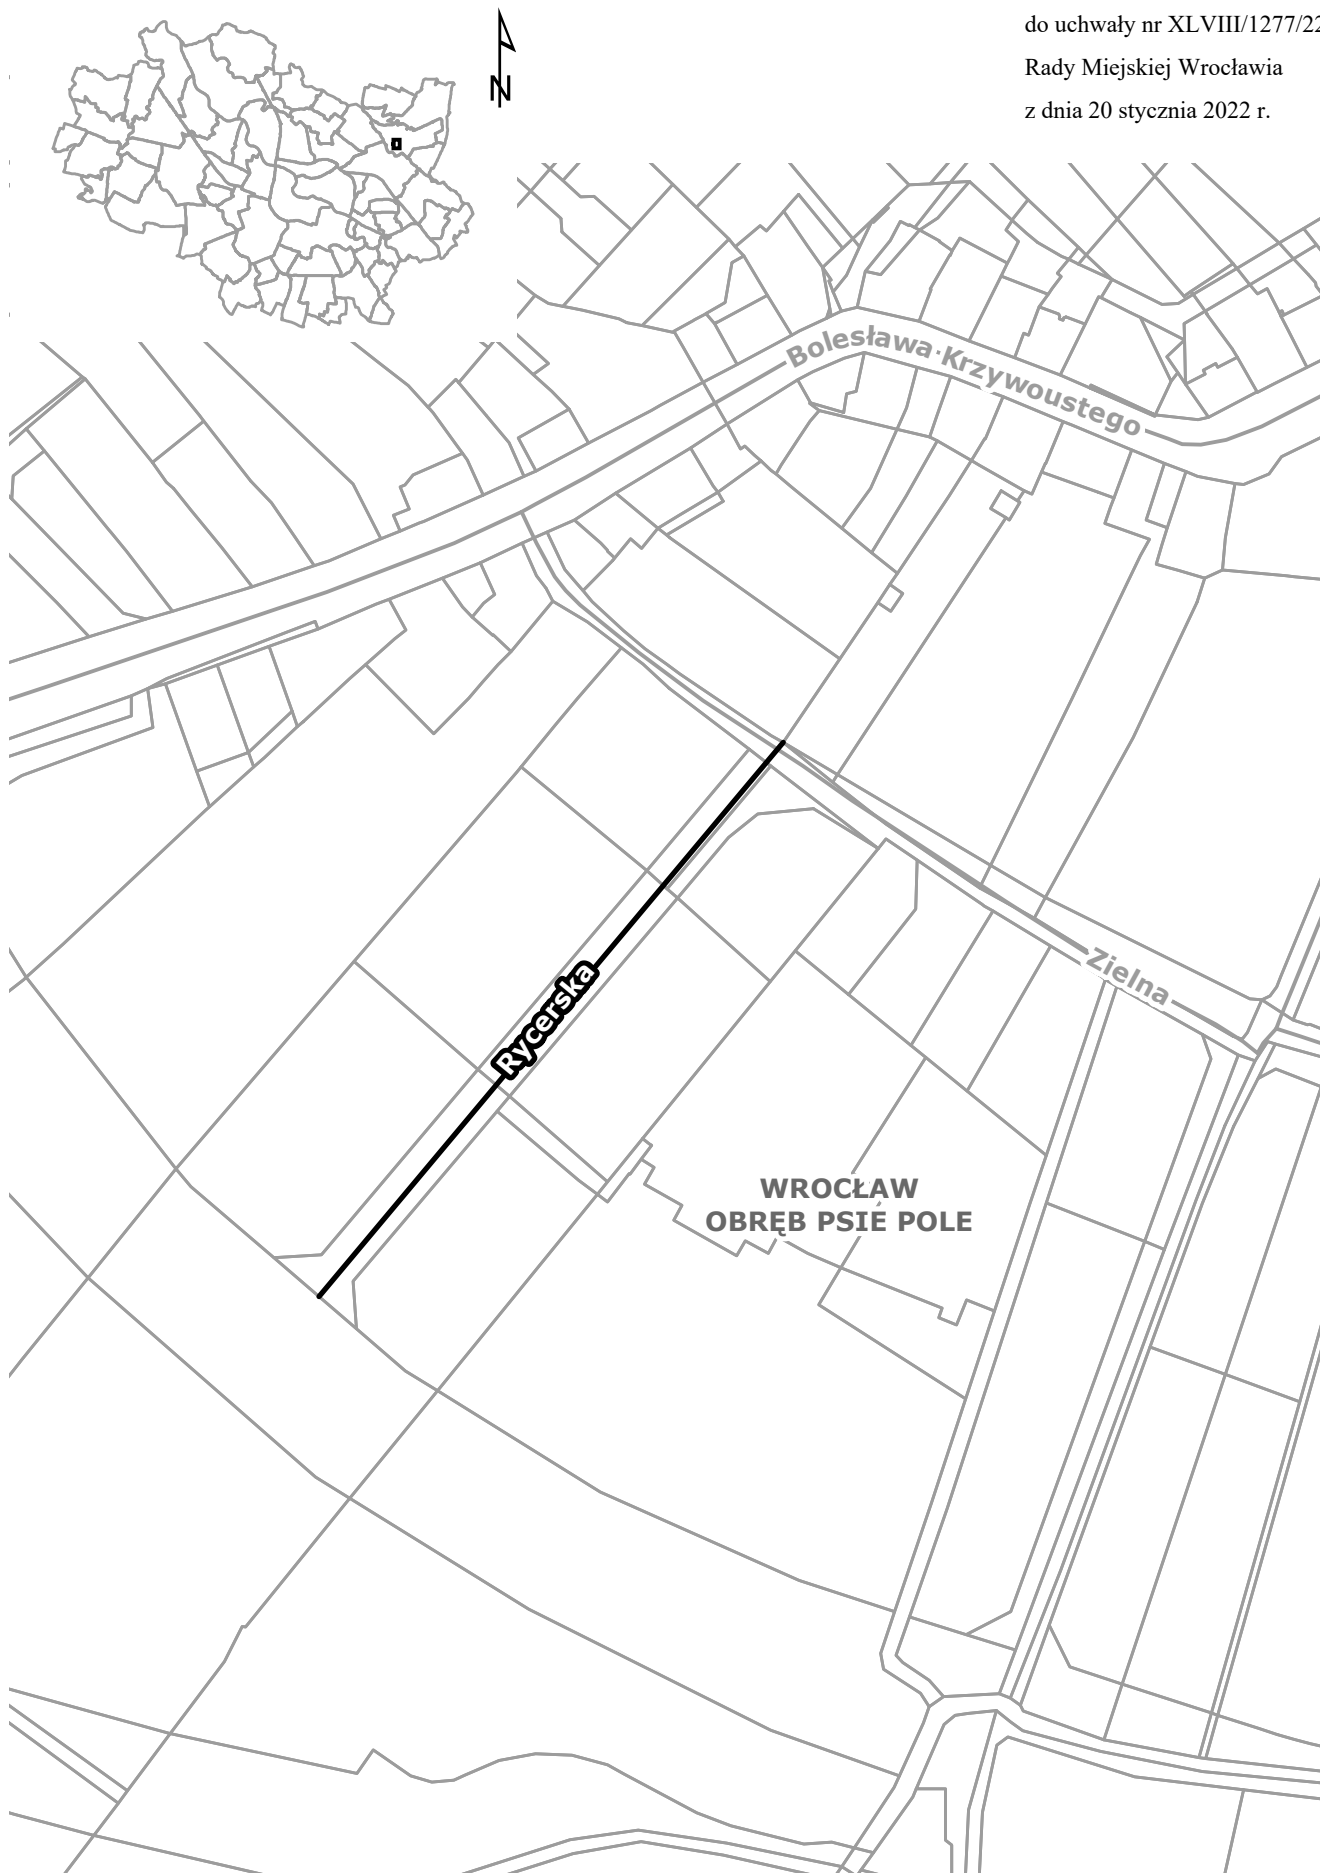 do uchwały nr XLVIII/1277/22
Rady Miejskiej Wrocławia
z dnia 20 stycznia 2022 r.
N
Bolesława Krzywoustego
Zielna
Rycerska
WROCŁAW
OBRĘB PSIE POLE